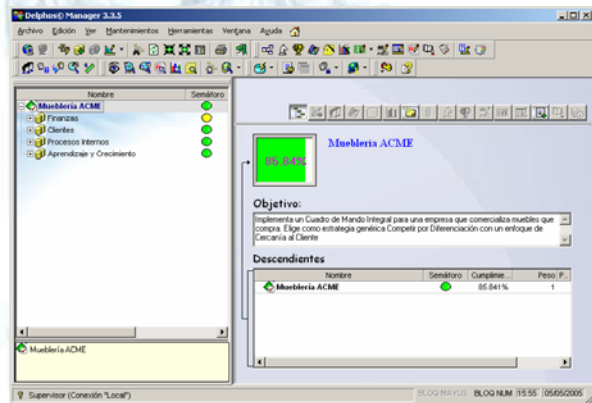 Delphos© Manager 3.3.5
Archivo Edición Ver Mantenimientos Herramientas Ventana Ayuda
Nombre Semáforo
Mueblería ACME
Finanzas
Clientes
Procesos Internos
Aprendizaje y Crecimiento
85.84%
Mueblería ACME
Objetivo:
Implementa un Cuadro de Mando Integral para una empresa que comercializa muebles que
compra. Elige como estrategia genérica Competir por Diferenciación con un enfoque de
Cercanía al Cliente
Descendientes
Nombre Semáforo Cumplimie... Peso P..
Mueblería ACME 85.841% 1
Mueblería ACME
Supervisor (Conexión "Local") BLOQ MAYUS BLOQ NUM 15:55 05/05/2005